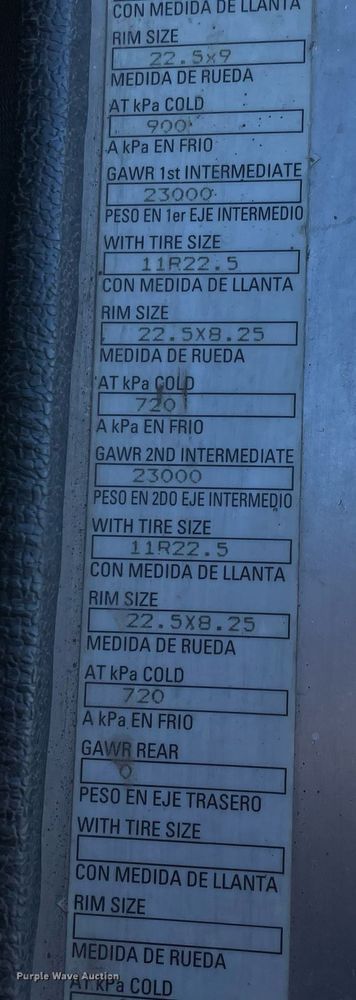 CON MEDIDA DE LLANTA
RIM SIZE
22.5x9
MEDIDA DE RUEDA
AT kPa COLD
900
A kPa EN FRIO
GAWR 1st INTERMEDIATE
23000
PESO EN 1er EJE INTERMEDIO
WITH TIRE SIZE
11R22.5
CON MEDIDA DE LLANTA
RIM SIZE
22.5X8.25
MEDIDA DE RUEDA
AT kPa COLD
720
A kPa EN FRIO
GAWR 2ND INTERMEDIATE
23000
PESO EN 2DO EJE INTERMEDIO
WITH TIRE SIZE
11R22.5
CON MEDIDA DE LLANTA
RIM SIZE
22.5X8.25
MEDIDA DE RUEDA
AT kPa COLD
720
A kPa EN FRIO
GAWR REAR
0
PESO EN EJE TRASERO
WITH TIRE SIZE
CON MEDIDA DE LLANTA
RIM SIZE
MEDIDA DE RUEDA
AT kPa COLD
Purple Wave Auction